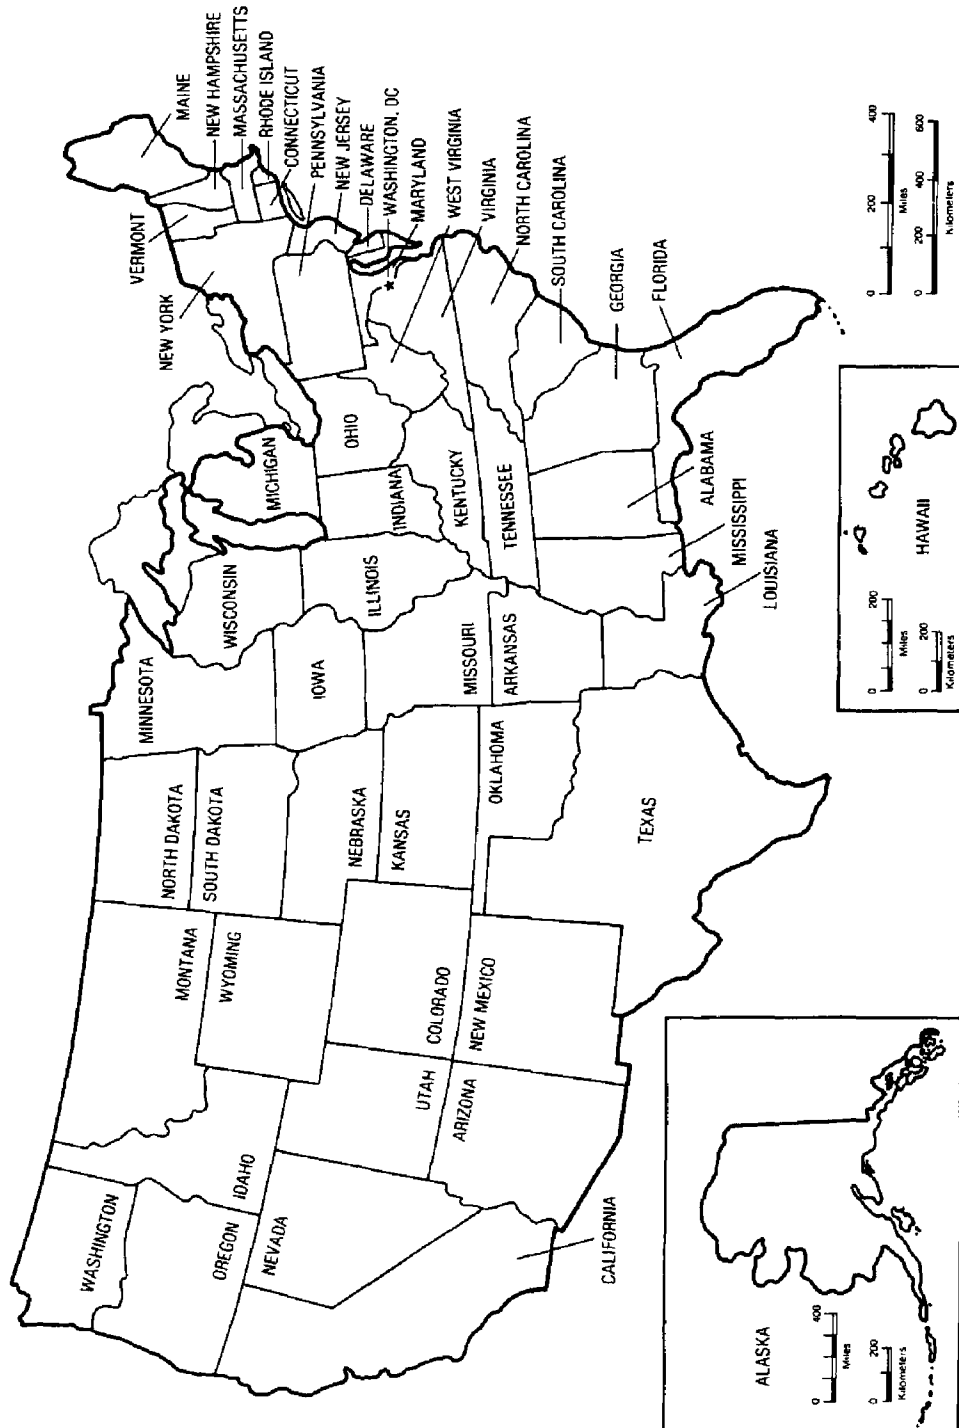 WASHINGTON
OREGON
IDAHO
NEVADA
CALIFORNIA
MONTANA
WYOMING
UTAH
ARIZONA
COLORADO
NEW MEXICO
NORTH DAKOTA
SOUTH DAKOTA
NEBRASKA
KANSAS
OKLAHOMA
TEXAS
MINNESOTA
IOWA
MISSOURI
ARKANSAS
LOUISIANA
WISCONSIN
ILLINOIS
MISSISSIPPI
MICHIGAN
INDIANA
KENTUCKY
TENNESSEE
ALABAMA
OHIO
NEW YORK
VERMONT
MAINE
NEW HAMPSHIRE
MASSACHUSETTS
RHODE ISLAND
CONNECTICUT
PENNSYLVANIA
NEW JERSEY
DELAWARE
WASHINGTON, DC
MARYLAND
WEST VIRGINIA
VIRGINIA
NORTH CAROLINA
SOUTH CAROLINA
GEORGIA
FLORIDA
ALASKA
0 400
Miles
0 200
Kilometers
HAWAII
0 200
Miles
0 200
Kilometers
0 200 400
Miles
0 200 400 600
Kilometers